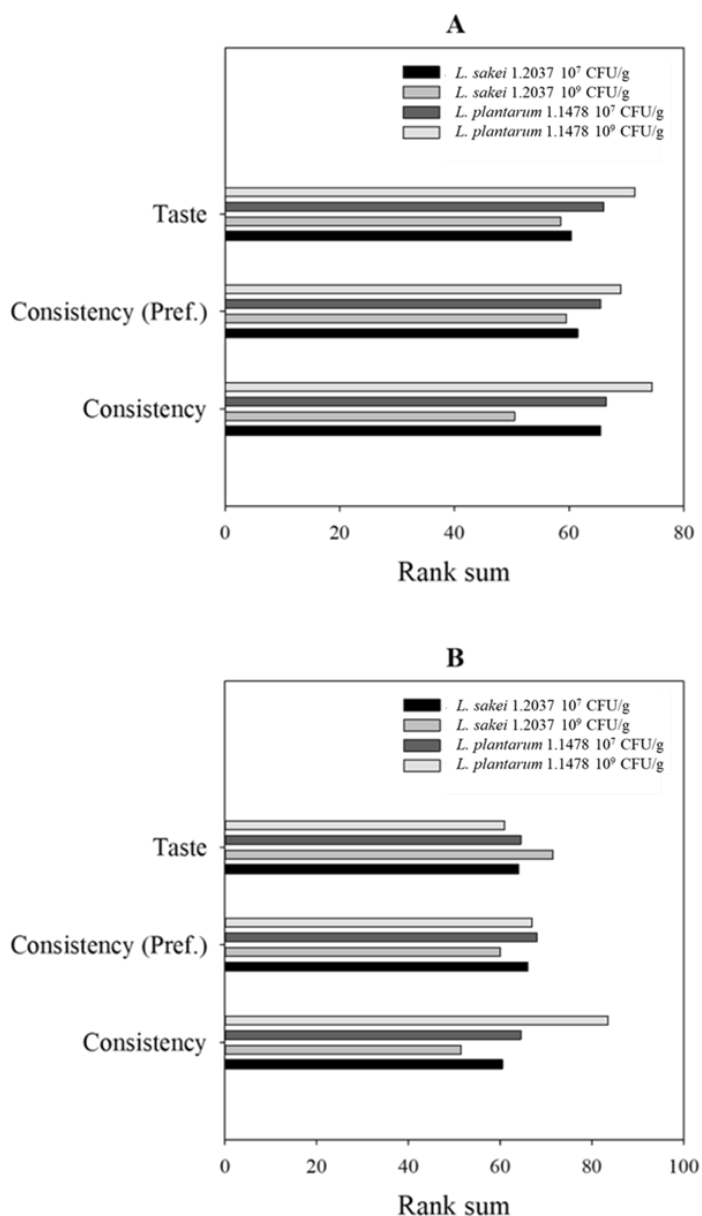 A
L. sakei 1.2037 10⁷ CFU/g
L. sakei 1.2037 10⁹ CFU/g
L. plantarum 1.1478 10⁷ CFU/g
L. plantarum 1.1478 10⁹ CFU/g
Taste
Consistency (Pref.)
Consistency
0 20 40 60 80
Rank sum
B
L. sakei 1.2037 10⁷ CFU/g
L. sakei 1.2037 10⁹ CFU/g
L. plantarum 1.1478 10⁷ CFU/g
L. plantarum 1.1478 10⁹ CFU/g
Taste
Consistency (Pref.)
Consistency
0 20 40 60 80 100
Rank sum